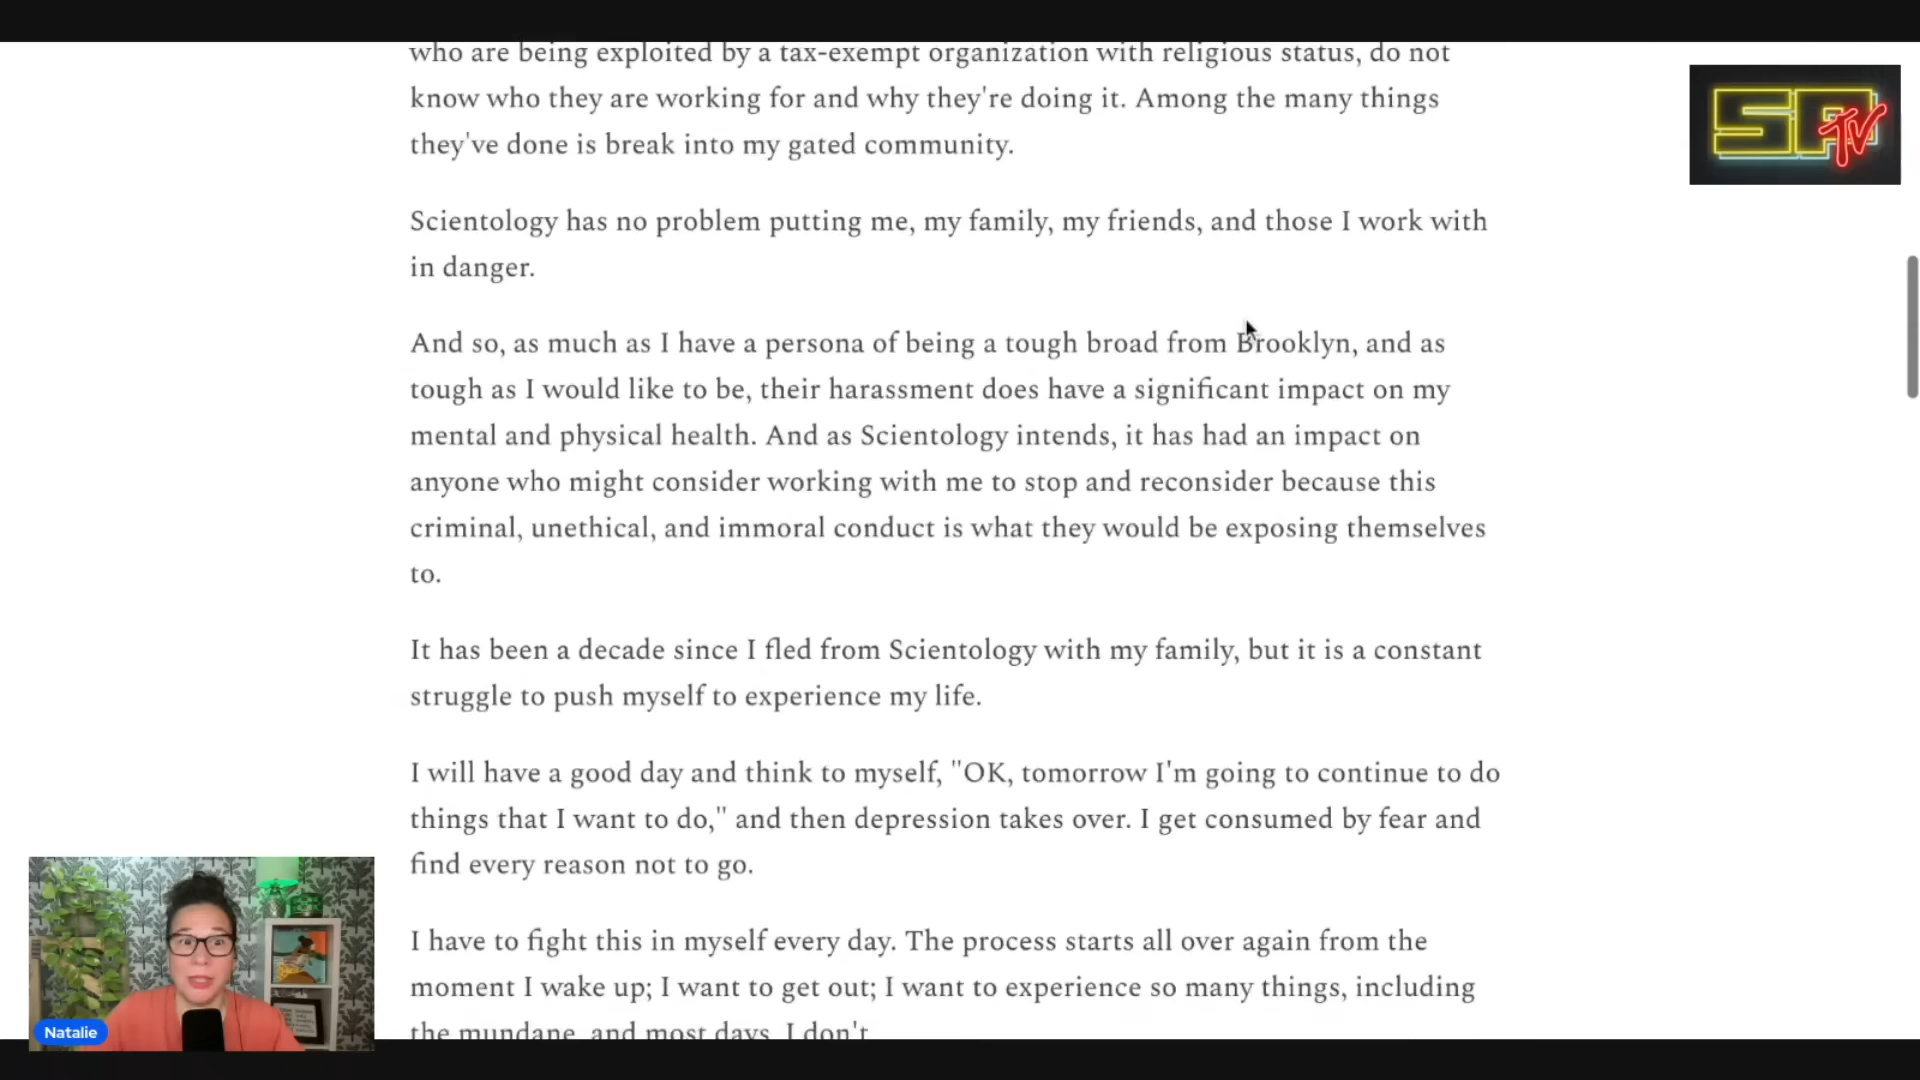 who are being exploited by a tax-exempt organization with religious status, do not
know who they are working for and why they're doing it. Among the many things
they've done is break into my gated community.
Scientology has no problem putting me, my family, my friends, and those I work with
in danger.
And so, as much as I have a persona of being a tough broad from Brooklyn, and as
tough as I would like to be, their harassment does have a significant impact on my
mental and physical health. And as Scientology intends, it has had an impact on
anyone who might consider working with me to stop and reconsider because this
criminal, unethical, and immoral conduct is what they would be exposing themselves
to.
It has been a decade since I fled from Scientology with my family, but it is a constant
struggle to push myself to experience my life.
I will have a good day and think to myself, "OK, tomorrow I'm going to continue to do
things that I want to do," and then depression takes over. I get consumed by fear and
find every reason not to go.
I have to fight this in myself every day. The process starts all over again from the
moment I wake up; I want to get out; I want to experience so many things, including
the mundane, and most days, I don't
SPTV
Natalie